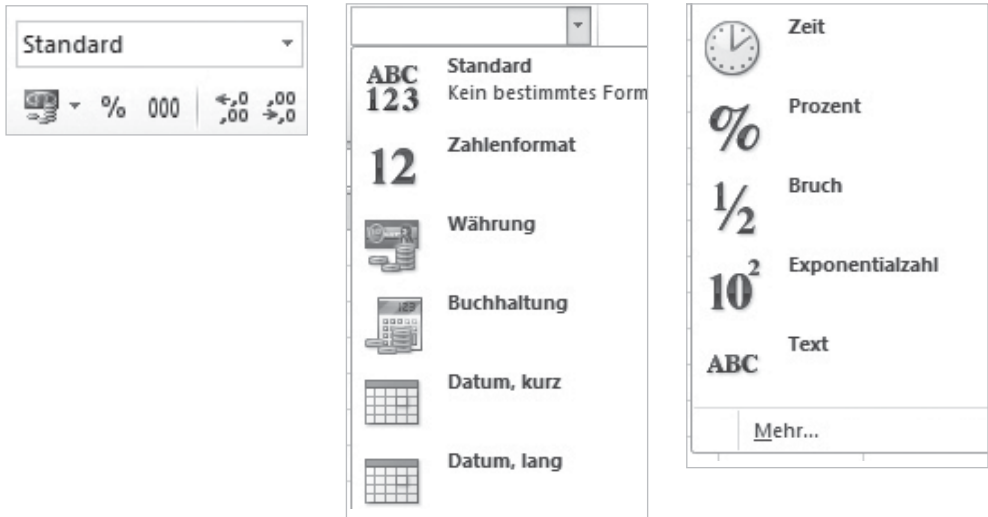 Standard
% 000 ←,0 ,00 ,00 →,0
ABC 123
Standard
Kein bestimmtes Form
12
Zahlenformat
Währung
123
Buchhaltung
Datum, kurz
Datum, lang
Zeit
%
Prozent
1/2
Bruch
10²
Exponentialzahl
ABC
Text
Mehr...